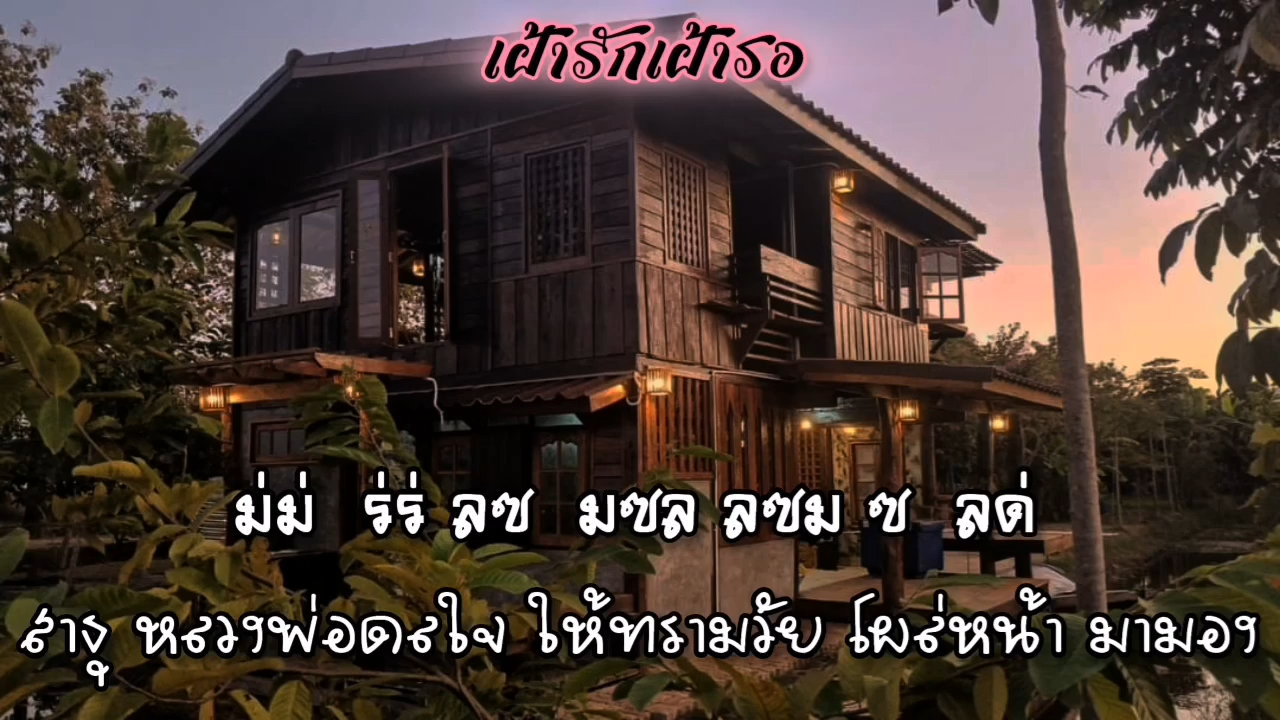 เฝ้ารักเฝ้ารอ
ม่ม่ ร่ร่ ลซ มซล ลซม ซ ลด่
สาธุ หลวงพ่อดลใจ ให้ทรามวัย โผล่หน้า มามอง